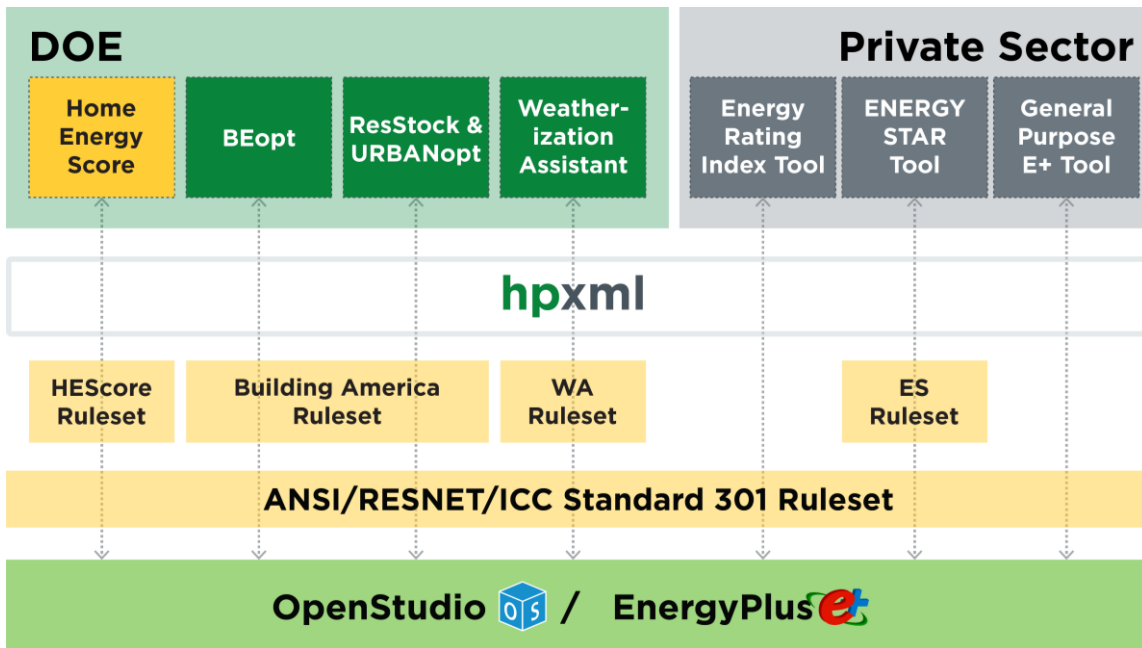 DOE
Private Sector
Home
Energy
Score
BEopt
ResStock &
URBANopt
Weather-
ization
Assistant
Energy
Rating
Index Tool
ENERGY
STAR
Tool
General
Purpose
E+ Tool
hpxml
HEScore
Ruleset
Building America
Ruleset
WA
Ruleset
ES
Ruleset
ANSI/RESNET/ICC Standard 301 Ruleset
OpenStudio OS / EnergyPlus e+